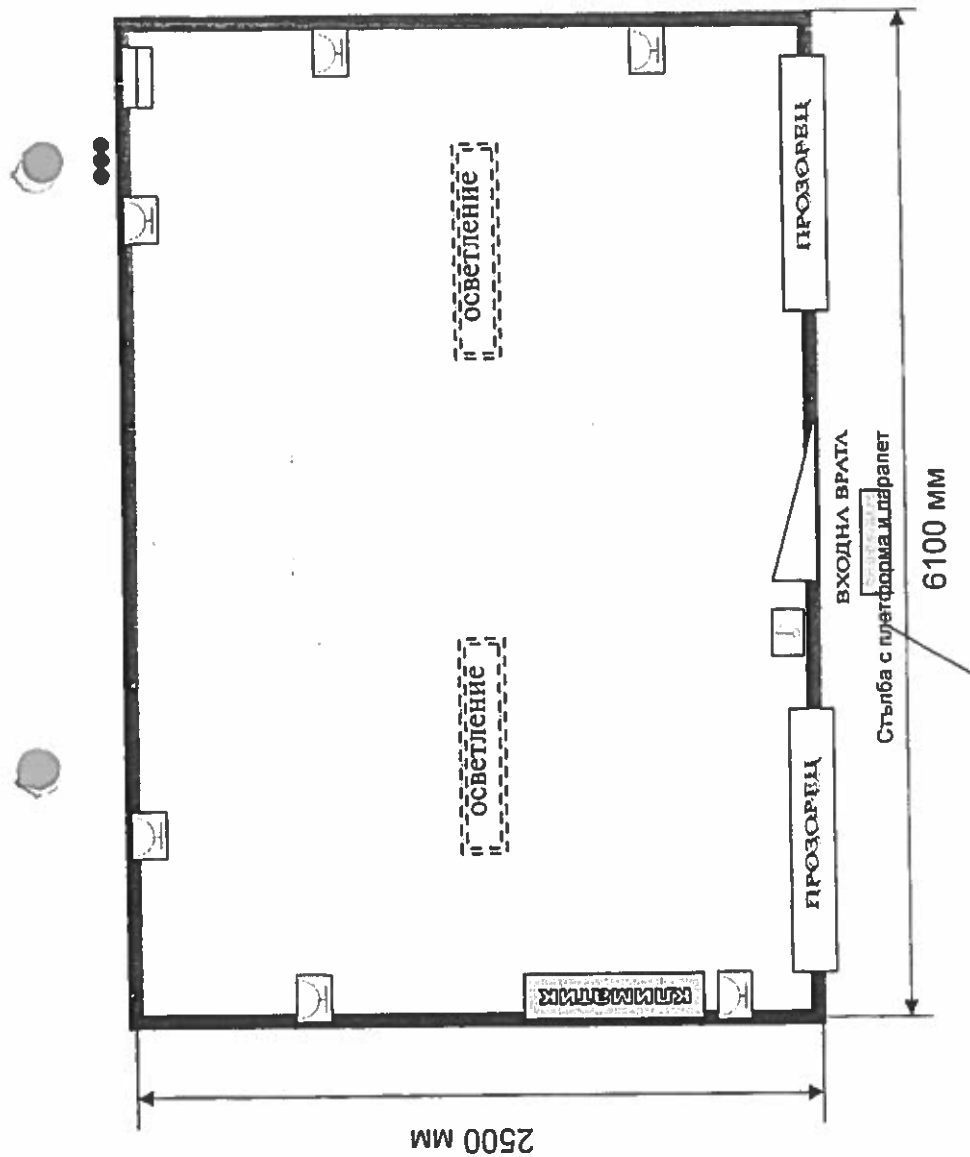 осветление
осветление
климатик
ПРОЗОРЕЦ
ВХОДНА ВРАТА
ПРОЗОРЕЦ
Стълба с платформа и парапет
6100 мм
2500 мм